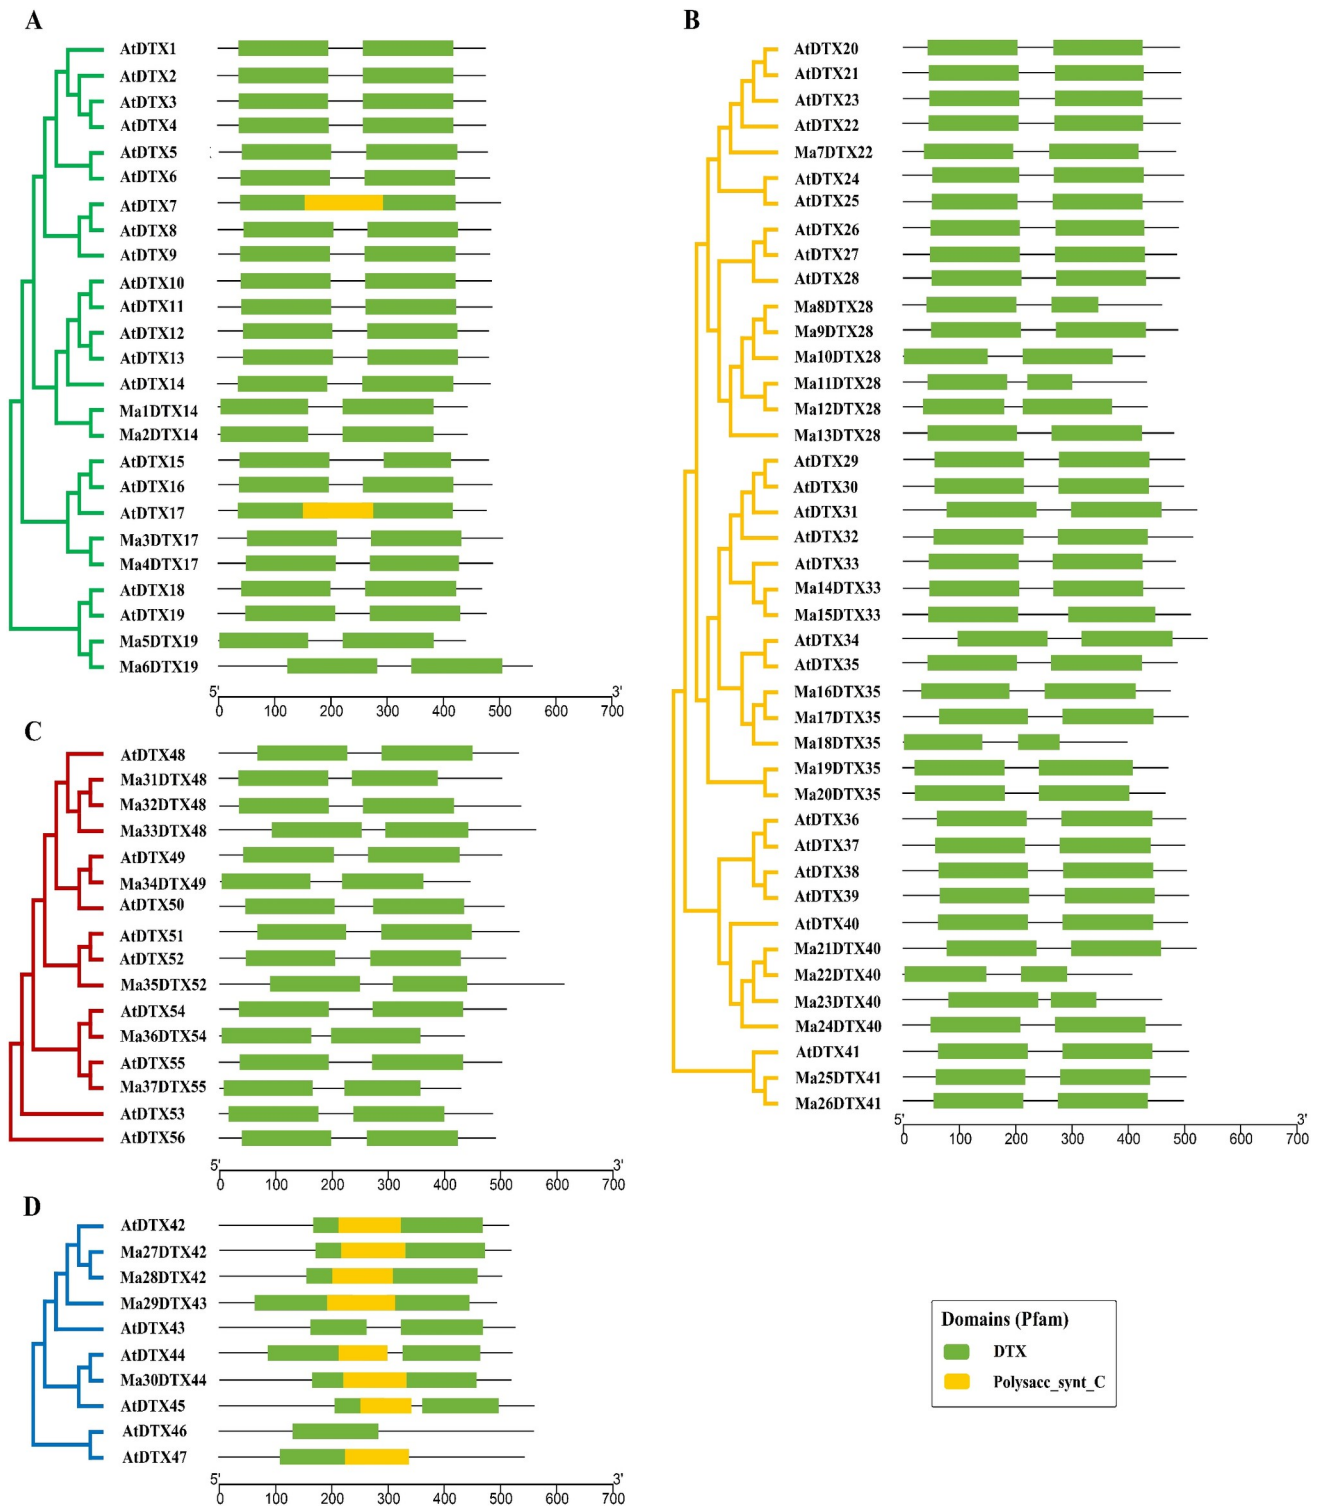 A
AtDTX1
AtDTX2
AtDTX3
AtDTX4
AtDTX5
AtDTX6
AtDTX7
AtDTX8
AtDTX9
AtDTX10
AtDTX11
AtDTX12
AtDTX13
AtDTX14
Ma1DTX14
Ma2DTX14
AtDTX15
AtDTX16
AtDTX17
Ma3DTX17
Ma4DTX17
AtDTX18
AtDTX19
Ma5DTX19
Ma6DTX19
5' 3'
0 100 200 300 400 500 600 700
C
AtDTX48
Ma31DTX48
Ma32DTX48
Ma33DTX48
AtDTX49
Ma34DTX49
AtDTX50
AtDTX51
AtDTX52
Ma35DTX52
AtDTX54
Ma36DTX54
AtDTX55
Ma37DTX55
AtDTX53
AtDTX56
5' 3'
0 100 200 300 400 500 600 700
D
AtDTX42
Ma27DTX42
Ma28DTX42
Ma29DTX43
AtDTX43
AtDTX44
Ma30DTX44
AtDTX45
AtDTX46
AtDTX47
5' 3'
0 100 200 300 400 500 600 700
B
AtDTX20
AtDTX21
AtDTX23
AtDTX22
Ma7DTX22
AtDTX24
AtDTX25
AtDTX26
AtDTX27
AtDTX28
Ma8DTX28
Ma9DTX28
Ma10DTX28
Ma11DTX28
Ma12DTX28
Ma13DTX28
AtDTX29
AtDTX30
AtDTX31
AtDTX32
AtDTX33
Ma14DTX33
Ma15DTX33
AtDTX34
AtDTX35
Ma16DTX35
Ma17DTX35
Ma18DTX35
Ma19DTX35
Ma20DTX35
AtDTX36
AtDTX37
AtDTX38
AtDTX39
AtDTX40
Ma21DTX40
Ma22DTX40
Ma23DTX40
Ma24DTX40
AtDTX41
Ma25DTX41
Ma26DTX41
5' 3'
0 100 200 300 400 500 600 700
Domains (Pfam)
DTX
Polysacc_synt_C